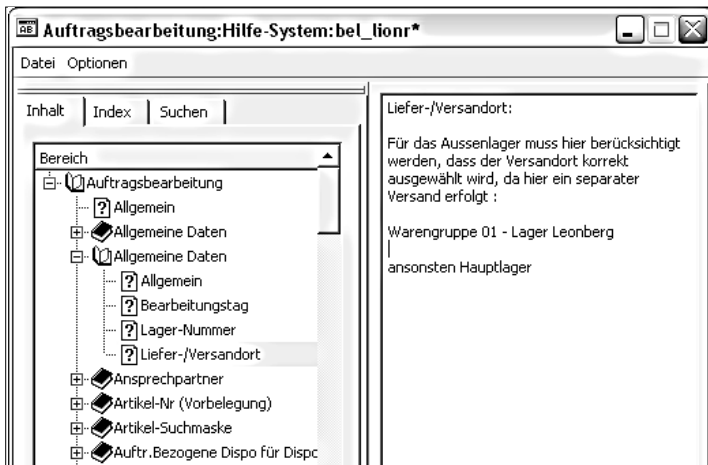 Auftragsbearbeitung:Hilfe-System:bel_lionr*
Datei Optionen
Inhalt Index Suchen
Bereich
Auftragsbearbeitung
Allgemein
Allgemeine Daten
Allgemeine Daten
Allgemein
Bearbeitungstag
Lager-Nummer
Liefer-/Versandort
Ansprechpartner
Artikel-Nr (Vorbelegung)
Artikel-Suchmaske
Auftr.Bezogene Dispo für Dispo
Liefer-/Versandort:
Für das Aussenlager muss hier berücksichtigt
werden, dass der Versandort korrekt
ausgewählt wird, da hier ein separater
Versand erfolgt :
Warengruppe 01 - Lager Leonberg
ansonsten Hauptlager